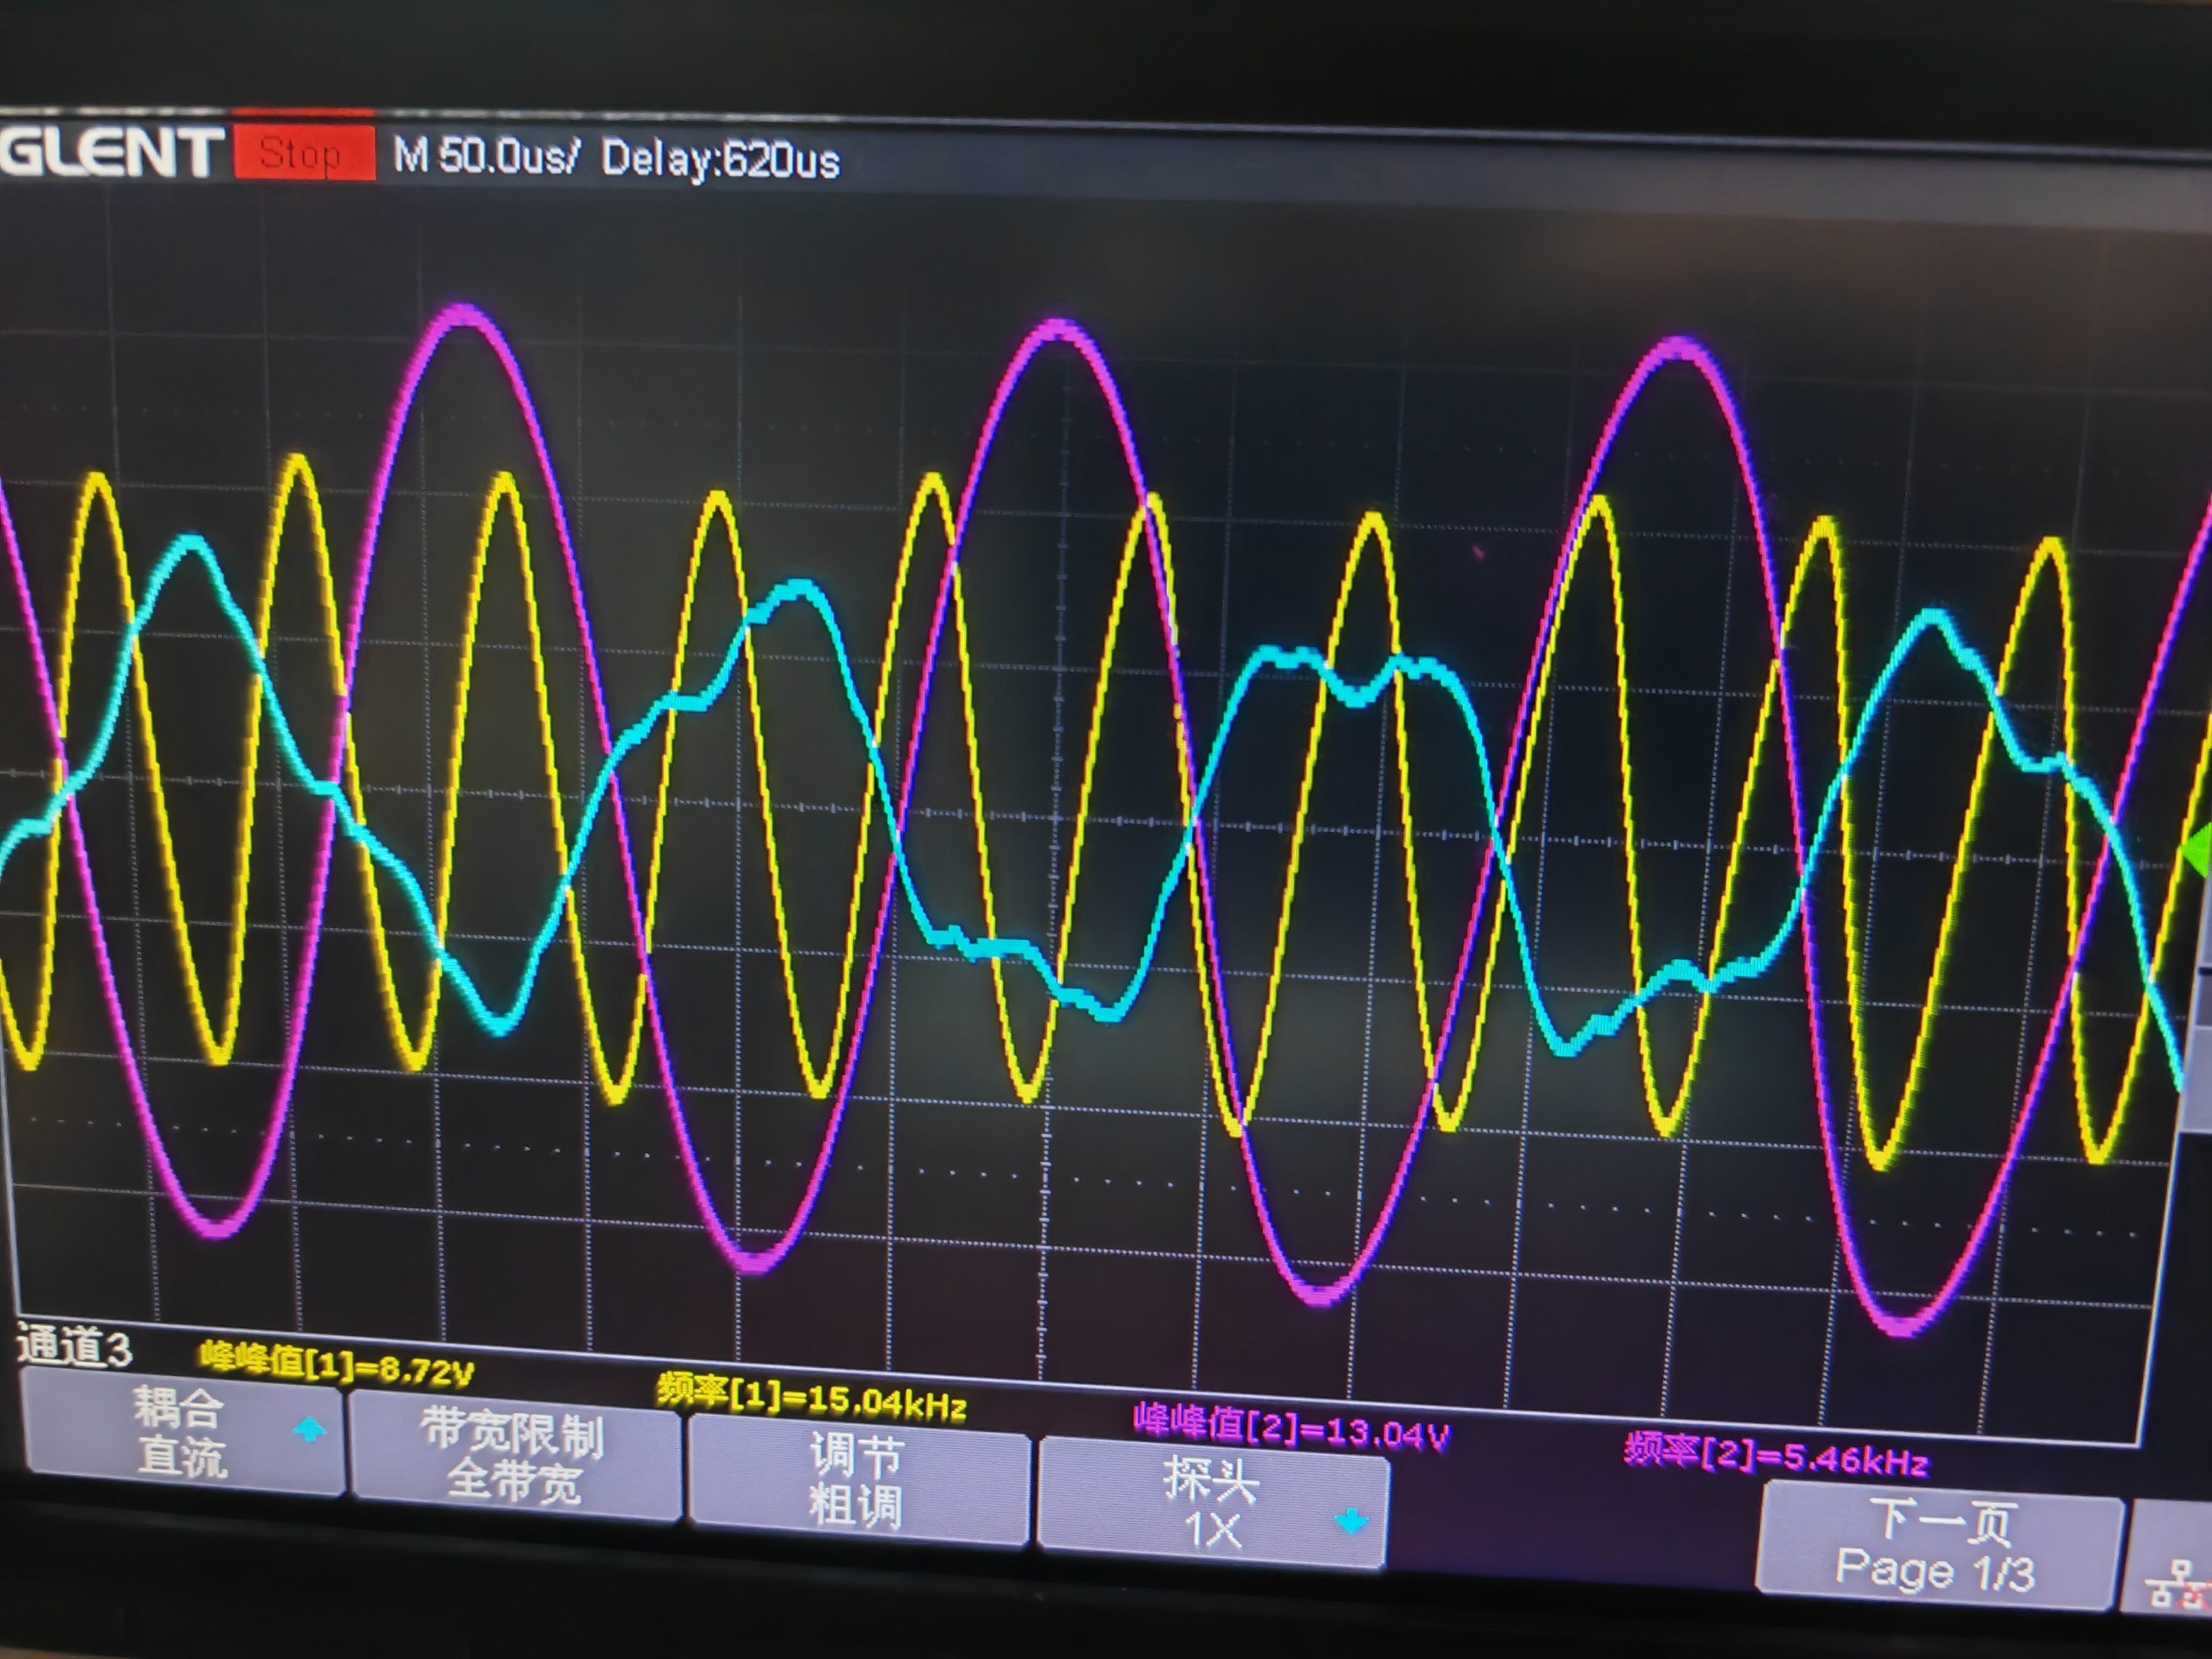 GLENT Stop M 50.0us/ Delay:620us
通道3 峰峰值[1]=8.72V 频率[1]=15.04kHz 峰峰值[2]=13.04V 频率[2]=5.46kHz
耦合
直流
带宽限制
全带宽
调节
粗调
探头
1X
下一页
Page 1/3